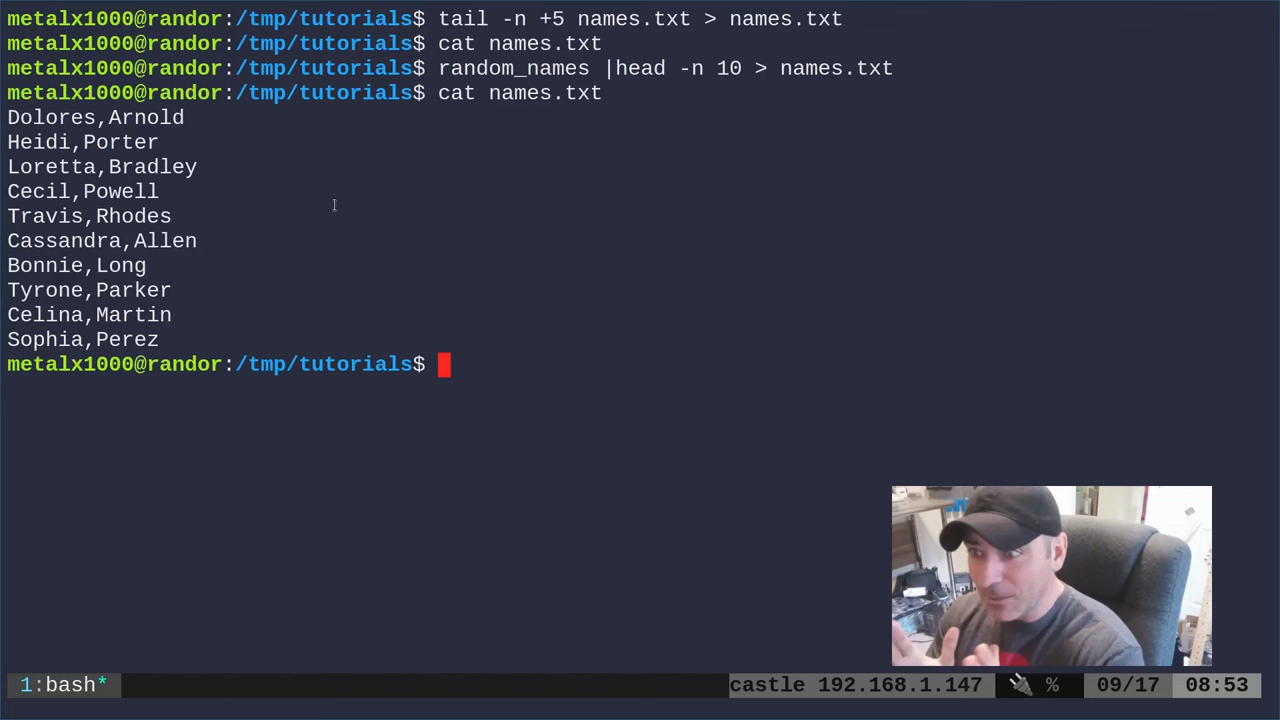 metalx1000@randor:/tmp/tutorials$ tail -n +5 names.txt > names.txt
metalx1000@randor:/tmp/tutorials$ cat names.txt
metalx1000@randor:/tmp/tutorials$ random_names |head -n 10 > names.txt
metalx1000@randor:/tmp/tutorials$ cat names.txt
Dolores,Arnold
Heidi,Porter
Loretta,Bradley
Cecil,Powell
Travis,Rhodes
Cassandra,Allen
Bonnie,Long
Tyrone,Parker
Celina,Martin
Sophia,Perez
metalx1000@randor:/tmp/tutorials$
1:bash* castle 192.168.1.147 🔌 % 09/17 08:53